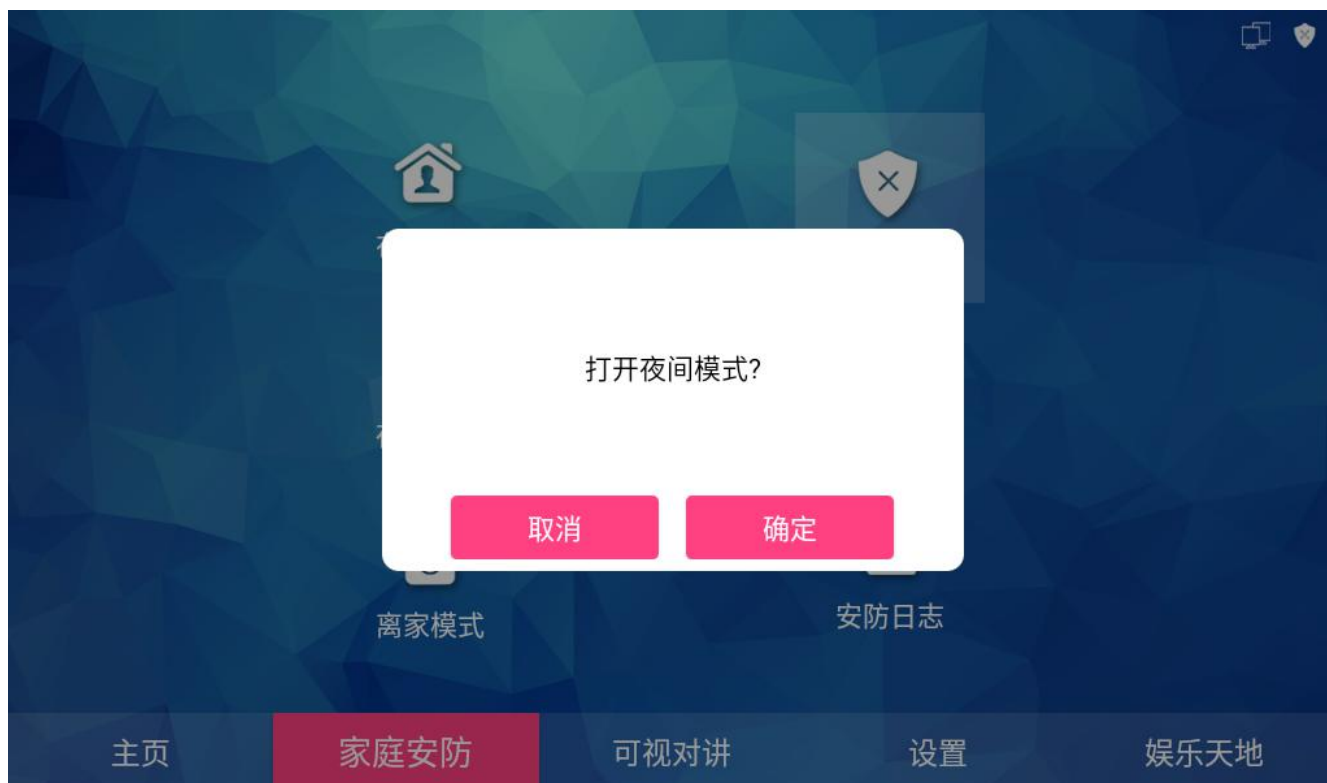 打开夜间模式?
取消
确定
离家模式
安防日志
主页
家庭安防
可视对讲
设置
娱乐天地